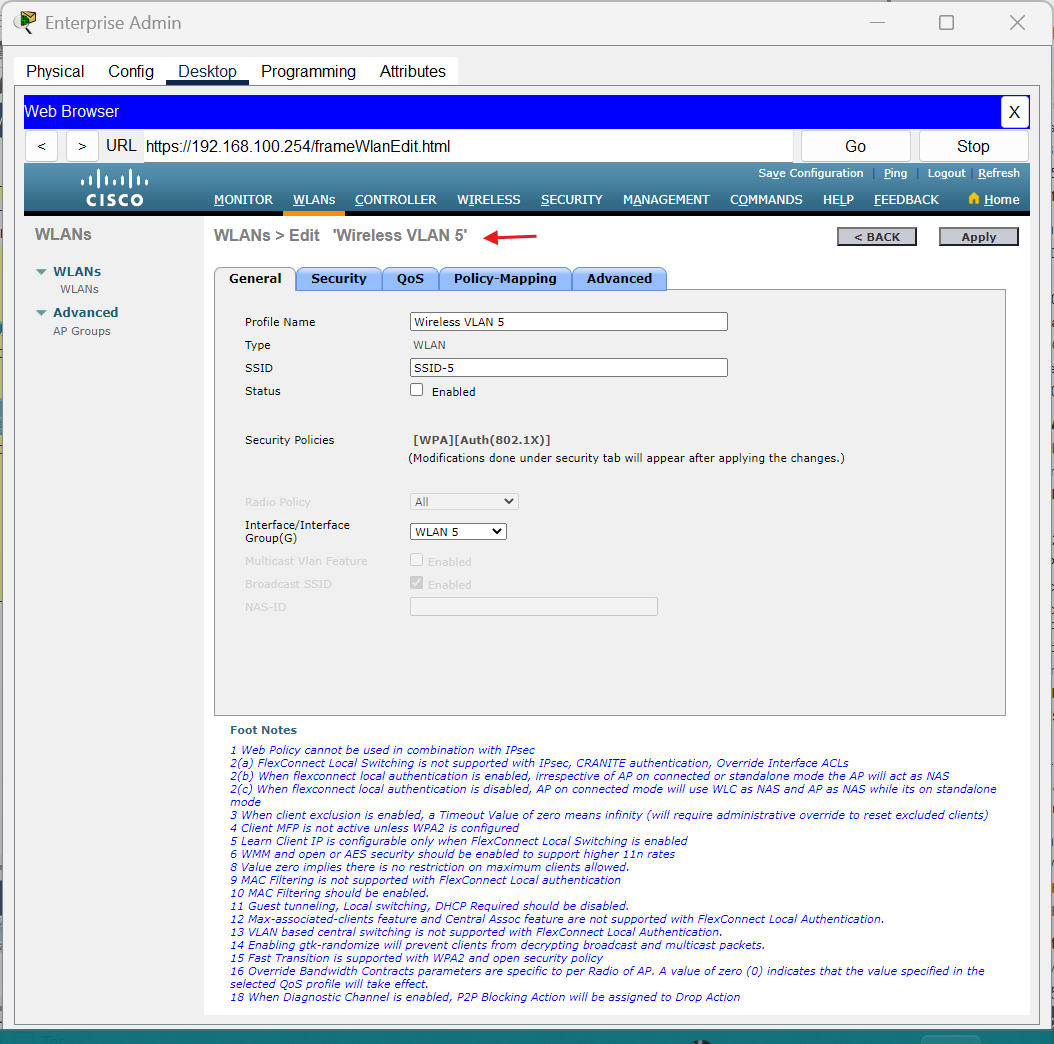 Enterprise Admin
Physical Config Desktop Programming Attributes
Web Browser
X
< > URL https://192.168.100.254/frameWlanEdit.html Go Stop
Save Configuration Ping Logout Refresh
CISCO
MONITOR WLANs CONTROLLER WIRELESS SECURITY MANAGEMENT COMMANDS HELP FEEDBACK Home
WLANs
WLANs
WLANs
Advanced
AP Groups
WLANs > Edit 'Wireless VLAN 5'
< BACK Apply
General Security QoS Policy-Mapping Advanced
Profile Name Wireless VLAN 5
Type WLAN
SSID SSID-5
Status Enabled
Security Policies [WPA][Auth(802.1X)]
(Modifications done under security tab will appear after applying the changes.)
Radio Policy All
Interface/Interface
Group(G) WLAN 5
Multicast Vlan Feature Enabled
Broadcast SSID Enabled
NAS-ID
Foot Notes
1 Web Policy cannot be used in combination with IPsec
2(a) FlexConnect Local Switching is not supported with IPsec, CRANITE authentication, Override Interface ACLs
2(b) When flexconnect local authentication is enabled, irrespective of AP on connected or standalone mode the AP will act as NAS
2(c) When flexconnect local authentication is disabled, AP on connected mode will use WLC as NAS and AP as NAS while its on standalone
mode
3 When client exclusion is enabled, a Timeout Value of zero means infinity (will require administrative override to reset excluded clients)
4 Client MFP is not active unless WPA2 is configured
5 Learn Client IP is configurable only when FlexConnect Local Switching is enabled
6 WMM and open or AES security should be enabled to support higher 11n rates
8 Value zero implies there is no restriction on maximum clients allowed.
9 MAC Filtering is not supported with FlexConnect Local authentication
10 MAC Filtering should be enabled.
11 Guest tunneling, Local switching, DHCP Required should be disabled.
12 Max-associated-clients feature and Central Assoc feature are not supported with FlexConnect Local Authentication.
13 VLAN based central switching is not supported with FlexConnect Local Authentication.
14 Enabling gtk-randomize will prevent clients from decrypting broadcast and multicast packets.
15 Fast Transition is supported with WPA2 and open security policy
16 Override Bandwidth Contracts parameters are specific to per Radio of AP. A value of zero (0) indicates that the value specified in the
selected QoS profile will take effect.
18 When Diagnostic Channel is enabled, P2P Blocking Action will be assigned to Drop Action